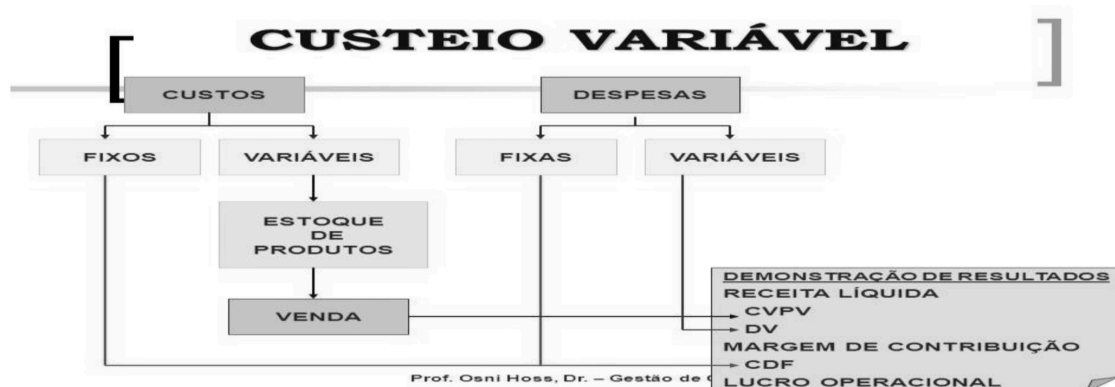 CUSTEIO VARIÁVEL
CUSTOS
DESPESAS
FIXOS
VARIÁVEIS
FIXAS
VARIÁVEIS
ESTOQUE
DE
PRODUTOS
VENDA
DEMONSTRAÇÃO DE RESULTADOS
RECEITA LÍQUIDA
CVPV
DV
MARGEM DE CONTRIBUIÇÃO
CDF
LUCRO OPERACIONAL
Prof. Osni Hoss, Dr. – Gestão de